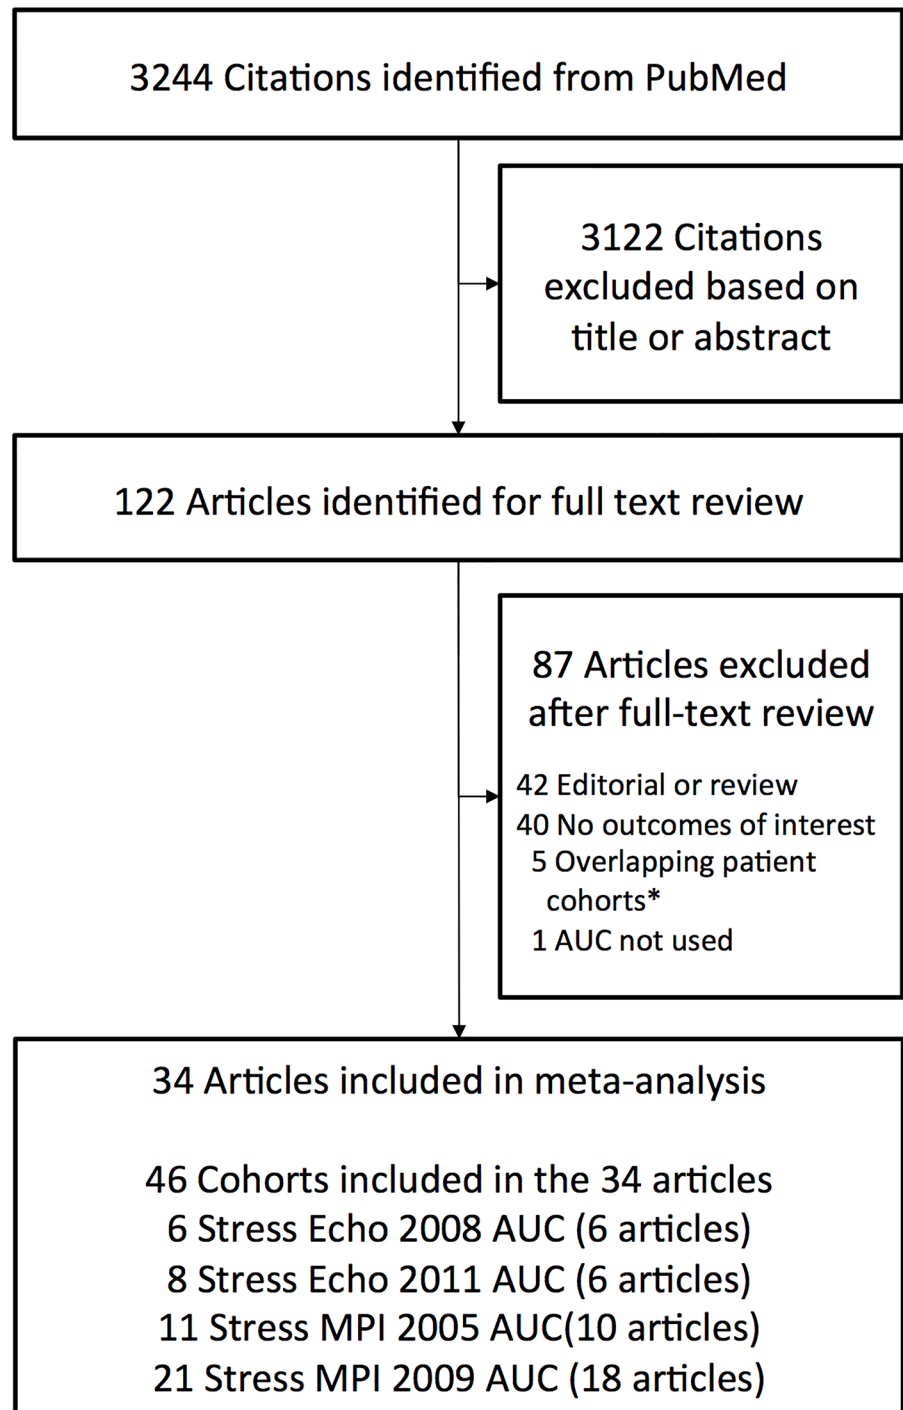 3244 Citations identified from PubMed
3122 Citations
excluded based on
title or abstract
122 Articles identified for full text review
87 Articles excluded
after full-text review
42 Editorial or review
40 No outcomes of interest
5 Overlapping patient
cohorts*
1 AUC not used
34 Articles included in meta-analysis
46 Cohorts included in the 34 articles
6 Stress Echo 2008 AUC (6 articles)
8 Stress Echo 2011 AUC (6 articles)
11 Stress MPI 2005 AUC(10 articles)
21 Stress MPI 2009 AUC (18 articles)